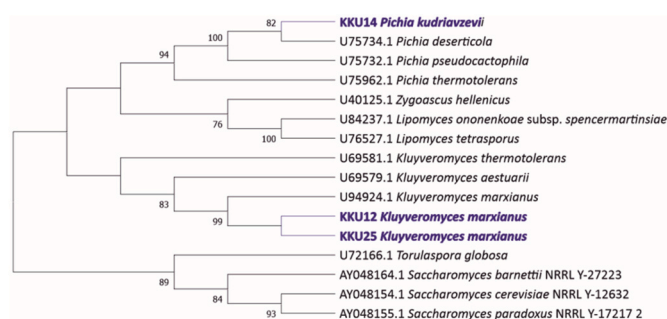 82
KKU14 Pichia kudriavzevii
100
U75734.1 Pichia deserticola
94
U75732.1 Pichia pseudocactophila
U75962.1 Pichia thermotolerans
U40125.1 Zygoascus hellenicus
76
U84237.1 Lipomyces ononenkoae subsp. spencermartinsiae
100
U76527.1 Lipomyces tetrasporus
U69581.1 Kluyveromyces thermotolerans
U69579.1 Kluyveromyces aestuarii
83
U94924.1 Kluyveromyces marxianus
99
KKU12 Kluyveromyces marxianus
KKU25 Kluyveromyces marxianus
U72166.1 Torulaspora globosa
89
AY048164.1 Saccharomyces barnettii NRRL Y-27223
84
AY048154.1 Saccharomyces cerevisiae NRRL Y-12632
93
AY048155.1 Saccharomyces paradoxus NRRL Y-17217 2